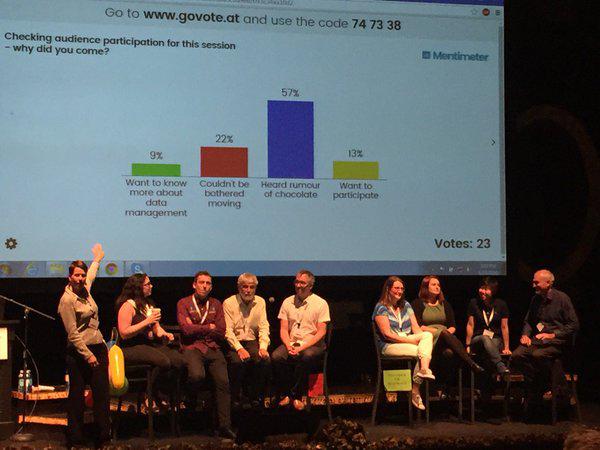 Go to www.govote.at and use the code 74 73 38
Checking audience participation for this session
- why did you come?
Mentimeter
57%
22%
13%
9%
Want to know
more about
data
management
Couldn't be
bothered
moving
Heard rumour
of chocolate
Want to
participate
Votes: 23